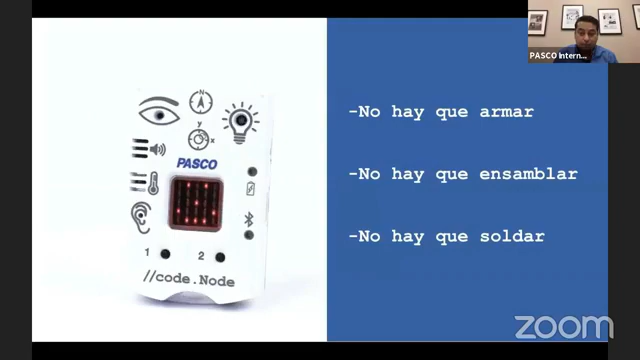 PASCO Intern...
-No hay que armar
-No hay que ensamblar
-No hay que soldar
y
x
PASCO
1
2
//code.Node
zoom